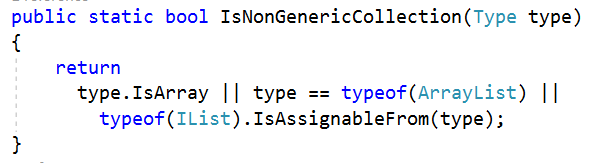 public static bool IsNonGenericCollection(Type type)
{
return
type.IsArray || type == typeof(ArrayList) ||
typeof(IList).IsAssignableFrom(type);
}